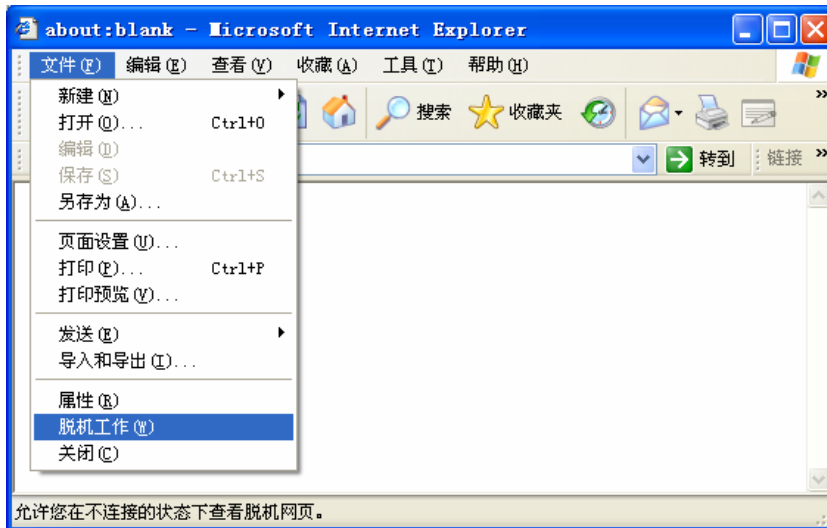 about:blank - Microsoft Internet Explorer
文件(F) 编辑(E) 查看(V) 收藏(A) 工具(T) 帮助(H)
搜索 收藏夹 »
转到 链接 »
新建(N)
打开(O)... Ctrl+O
编辑(D)
保存(S) Ctrl+S
另存为(A)...
页面设置(U)...
打印(P)... Ctrl+P
打印预览(V)...
发送(E)
导入和导出(I)...
属性(R)
脱机工作(W)
关闭(C)
允许您在不连接的状态下查看脱机网页。